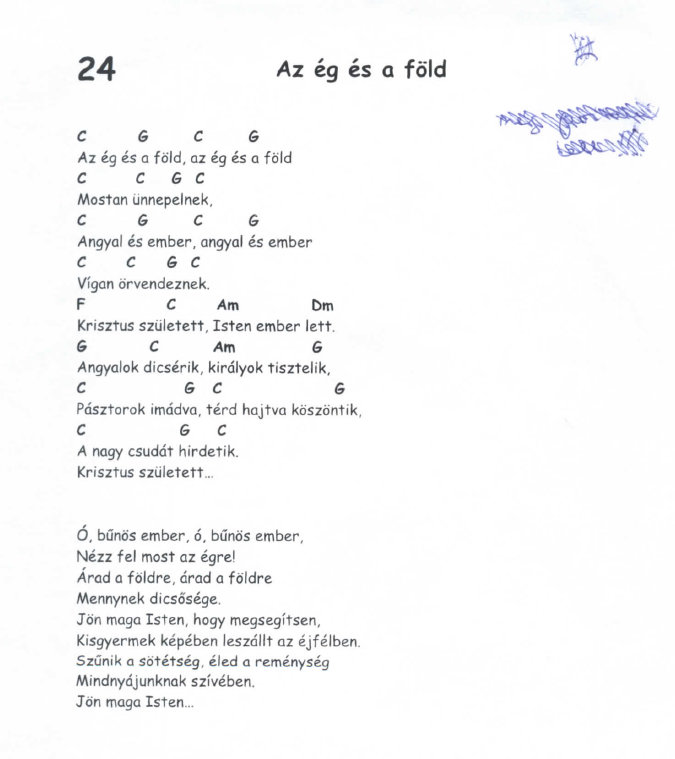 24 Az ég és a föld
C G C G
Az ég és a föld, az ég és a föld
C C G C
Mostan ünnepelnek,
C G C G
Angyal és ember, angyal és ember
C C G C
Vígan örvendeznek.
F C Am Dm
Krisztus született, Isten ember lett.
G C Am G
Angyalok dicsérik, királyok tisztelik,
C G C G
Pásztorok imádva, térd hajtva köszöntik,
C G C
A nagy csudát hirdetik.
Krisztus született...
Ó, bűnös ember, ó, bűnös ember,
Nézz fel most az égre!
Árad a földre, árad a földre
Mennynek dicsősége.
Jön maga Isten, hogy megsegítsen,
Kisgyermek képében leszállt az éjfélben.
Szűnik a sötétség, éled a reménység
Mindnyájunknak szívében.
Jön maga Isten...